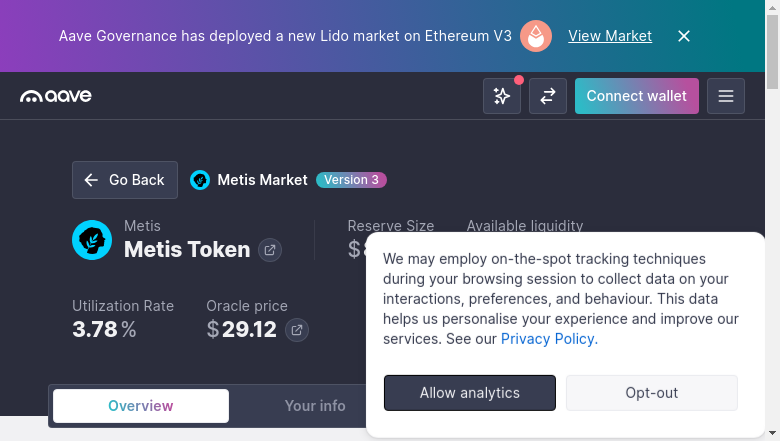 Aave Governance has deployed a new Lido market on Ethereum V3 View Market
aave Connect wallet
Go Back Metis Market Version 3
Metis
Metis Token
Reserve Size
$
Available liquidity
Utilization Rate
3.78 %
Oracle price
$ 29.12
We may employ on-the-spot tracking techniques
during your browsing session to collect data on your
interactions, preferences, and behaviour. This data
helps us personalise your experience and improve our
services. See our Privacy Policy.
Allow analytics Opt-out
Overview Your info